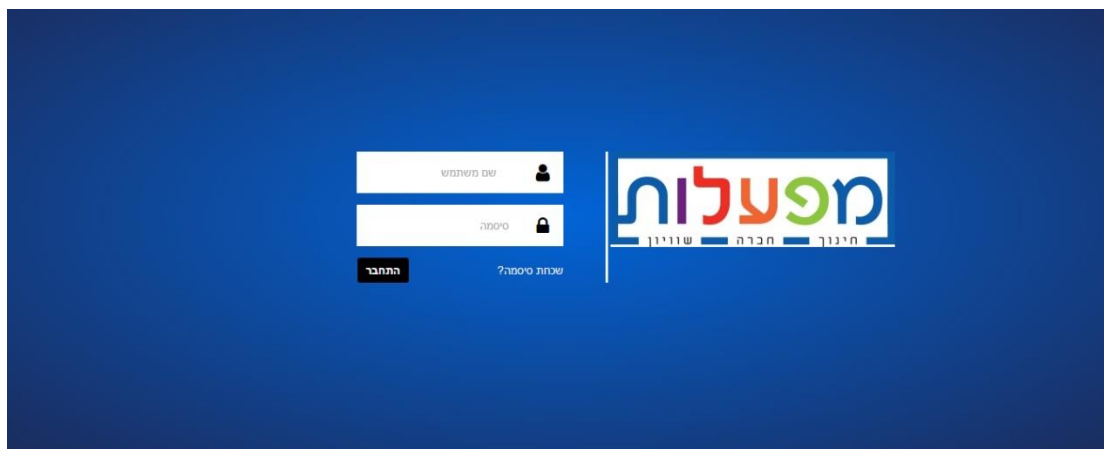 מפעלות
חינוך חברה שוויון
שם משתמש
סיסמה
שכחת סיסמה?
התחבר